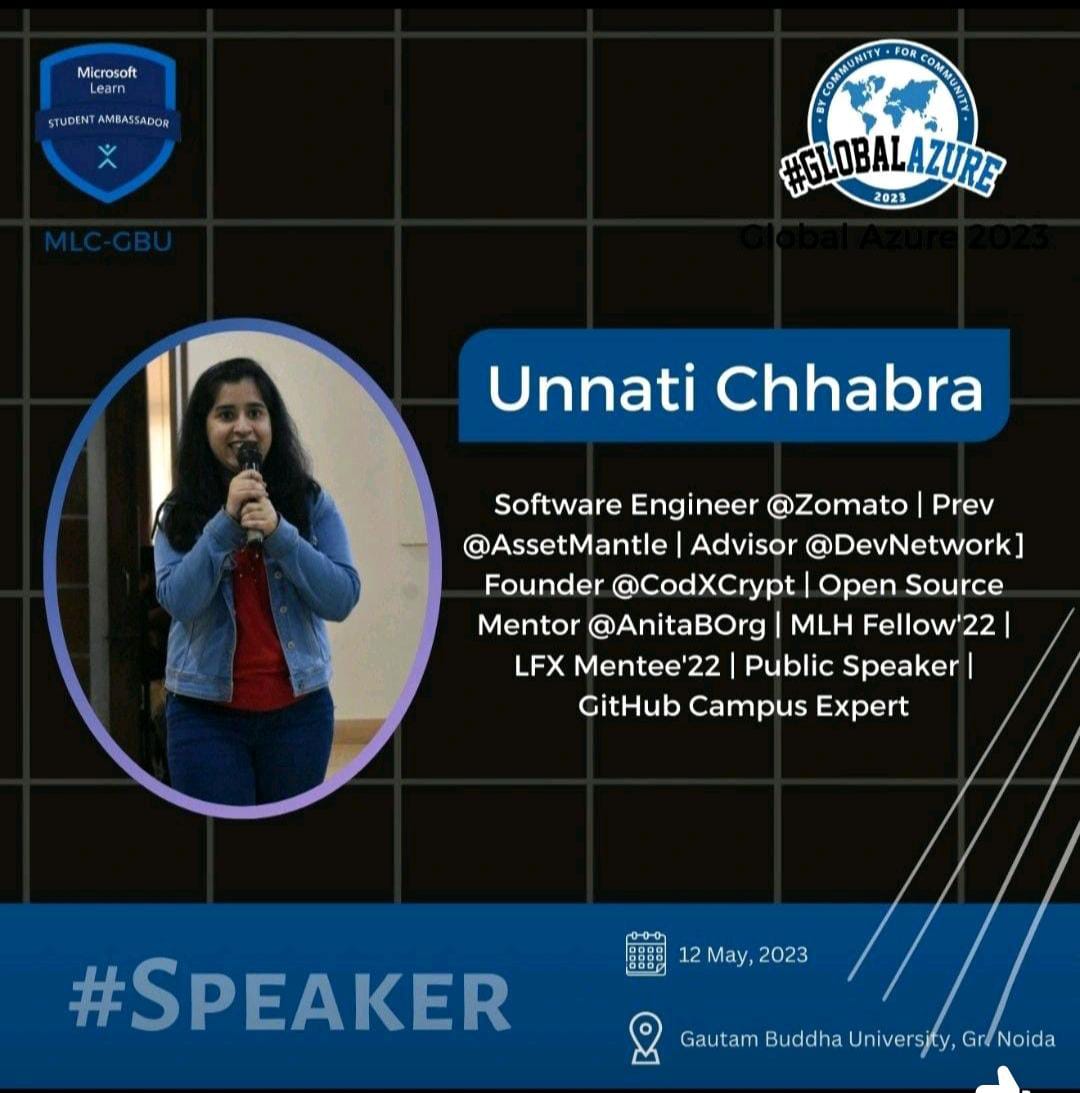 Microsoft
Learn
STUDENT AMBASSADOR
MLC-GBU
• BY COMMUNITY • FOR COMMUNITY •
#GLOBALAZURE
2023
Global Azure 2023
Unnati Chhabra
Software Engineer @Zomato | Prev
@AssetMantle | Advisor @DevNetwork]
Founder @CodXCrypt | Open Source
Mentor @AnitaBOrg | MLH Fellow'22 |
LFX Mentee'22 | Public Speaker |
GitHub Campus Expert
#SPEAKER
12 May, 2023
Gautam Buddha University, Gr. Noida